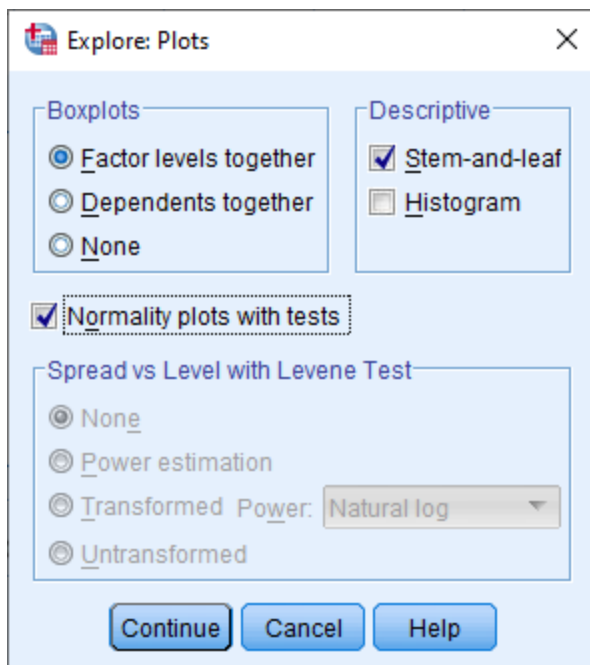 Explore: Plots
Boxplots
Factor levels together
Dependents together
None
Descriptive
Stem-and-leaf
Histogram
Normality plots with tests
Spread vs Level with Levene Test
None
Power estimation
Transformed Power: Natural log
Untransformed
Continue Cancel Help